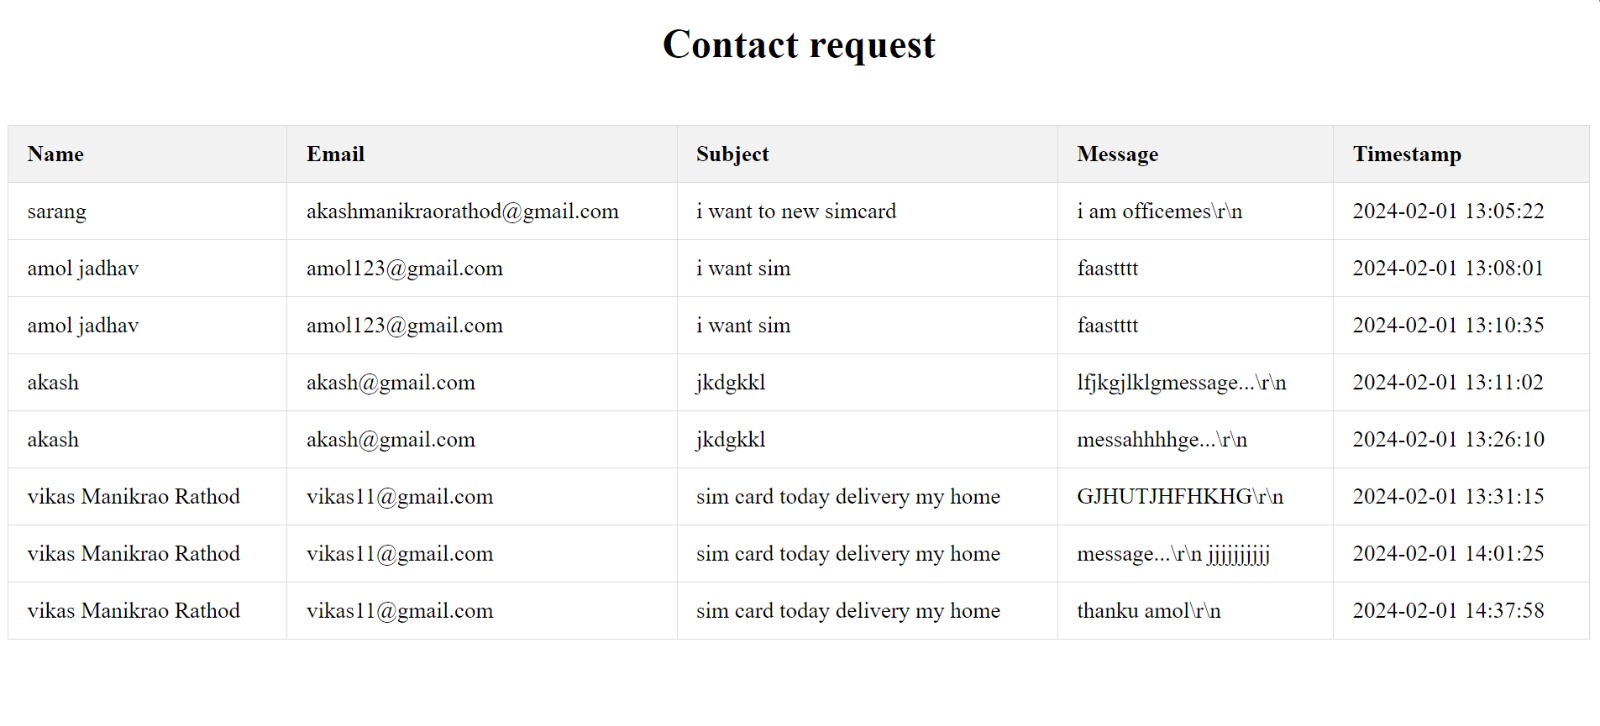 Contact request
Name Email Subject Message Timestamp
sarang akashmanikraorathod@gmail.com i want to new simcard i am officemes\r\n 2024-02-01 13:05:22
amol jadhav amol123@gmail.com i want sim faastttt 2024-02-01 13:08:01
amol jadhav amol123@gmail.com i want sim faastttt 2024-02-01 13:10:35
akash akash@gmail.com jkdgkkl lfjkgjlklgmessage...\r\n 2024-02-01 13:11:02
akash akash@gmail.com jkdgkkl messahhhhge...\r\n 2024-02-01 13:26:10
vikas Manikrao Rathod vikas11@gmail.com sim card today delivery my home GJHUTJHFHKHG\r\n 2024-02-01 13:31:15
vikas Manikrao Rathod vikas11@gmail.com sim card today delivery my home message...\r\n jjjjjjjjjj 2024-02-01 14:01:25
vikas Manikrao Rathod vikas11@gmail.com sim card today delivery my home thanku amol\r\n 2024-02-01 14:37:58